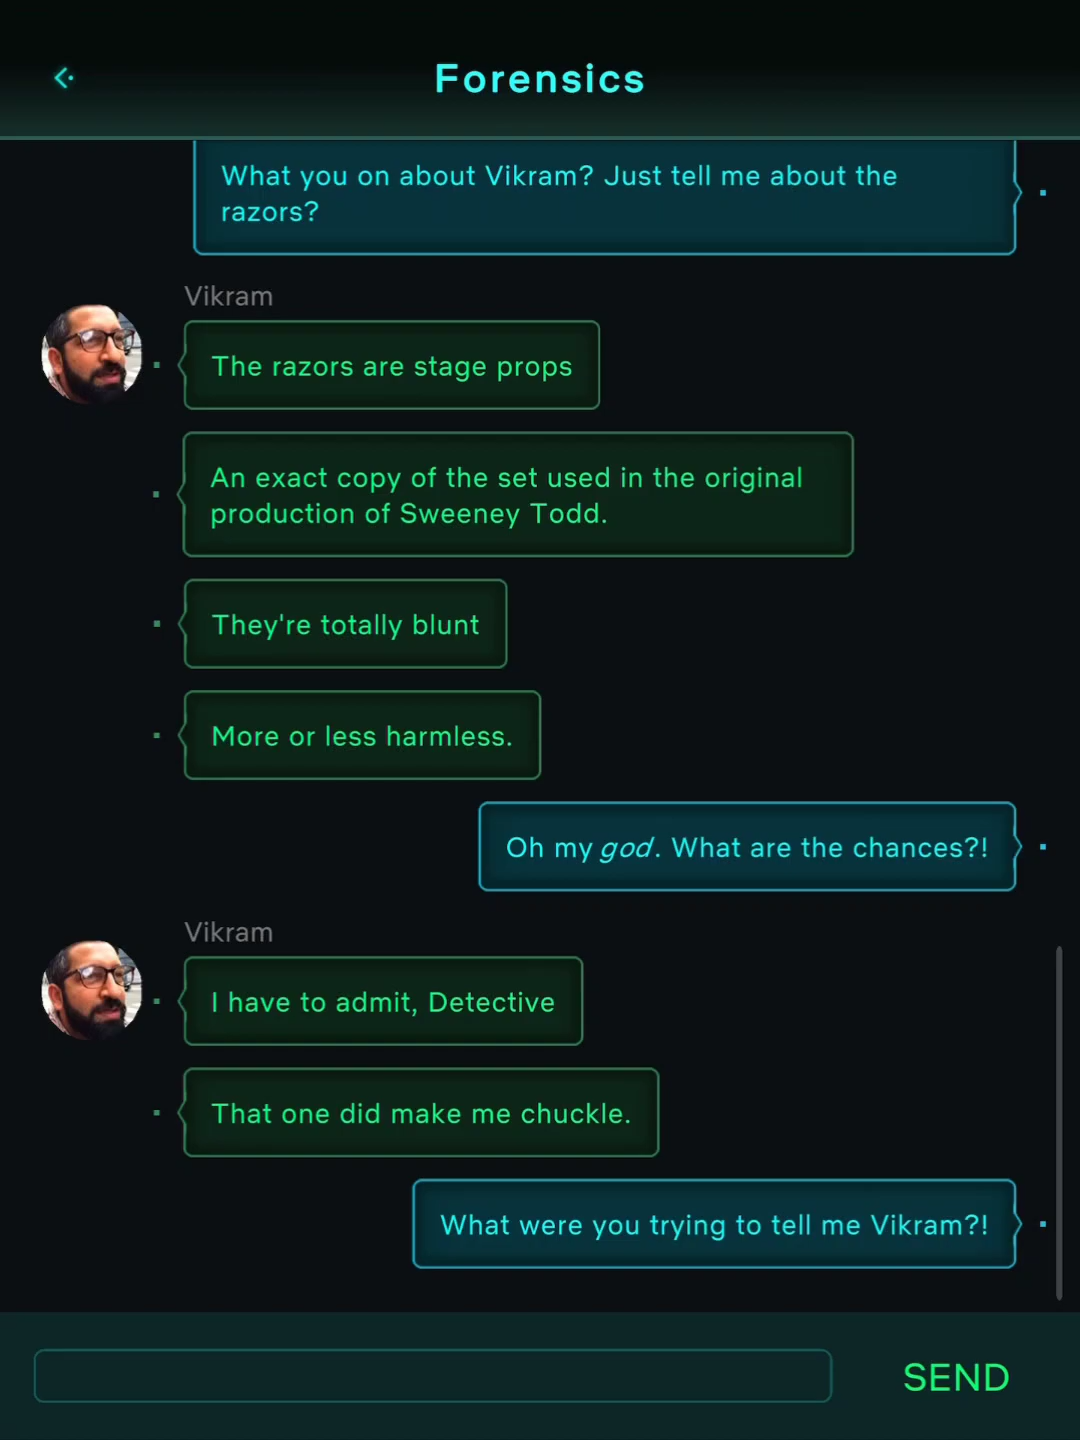 Forensics
What you on about Vikram? Just tell me about the
razors?
Vikram
The razors are stage props
An exact copy of the set used in the original
production of Sweeney Todd.
They're totally blunt
More or less harmless.
Oh my god. What are the chances?!
Vikram
I have to admit, Detective
That one did make me chuckle.
What were you trying to tell me Vikram?!
SEND